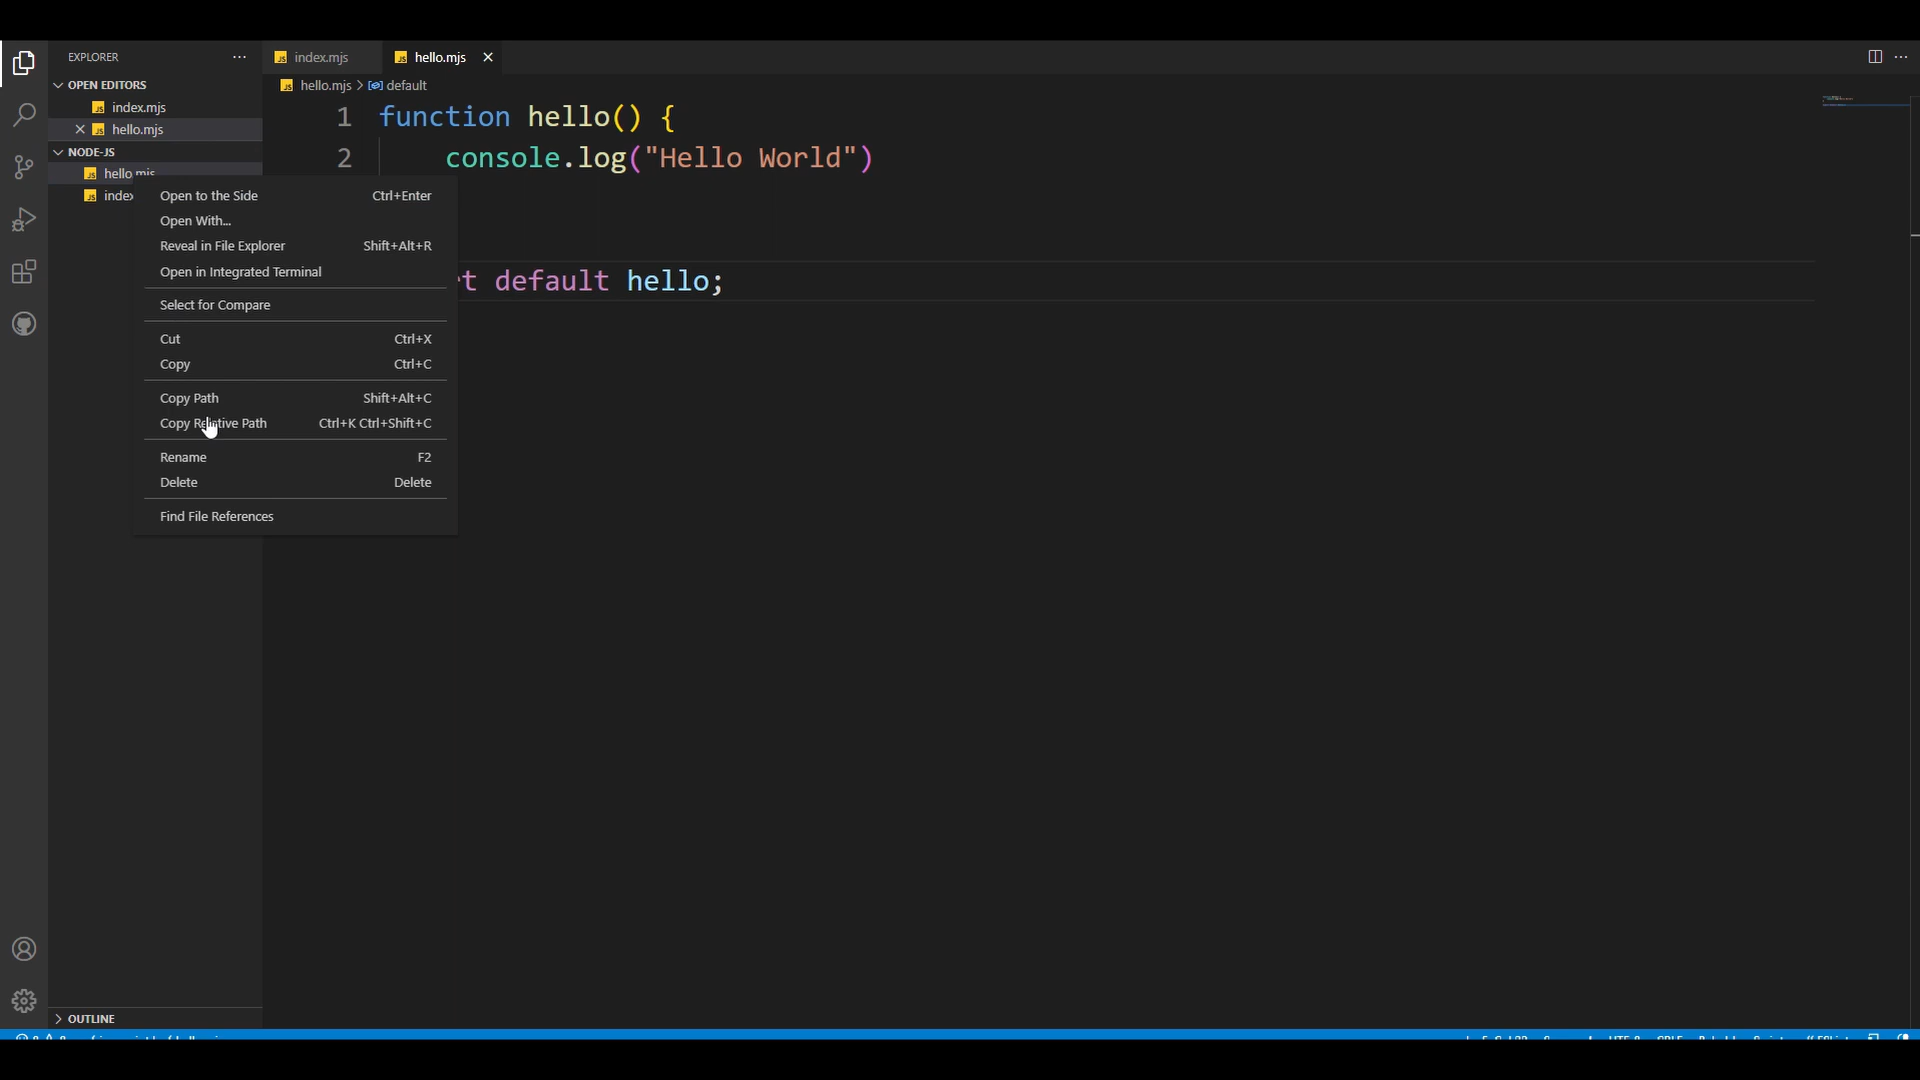 EXPLORER
OPEN EDITORS
index.mjs
hello.mjs
NODE-JS
hello.mjs
index
index.mjs
hello.mjs
hello.mjs > default
1 function hello() {
2 console.log("Hello World")
t default hello;
Open to the Side Ctrl+Enter
Open With...
Reveal in File Explorer Shift+Alt+R
Open in Integrated Terminal
Select for Compare
Cut Ctrl+X
Copy Ctrl+C
Copy Path Shift+Alt+C
Copy Relative Path Ctrl+K Ctrl+Shift+C
Rename F2
Delete Delete
Find File References
OUTLINE